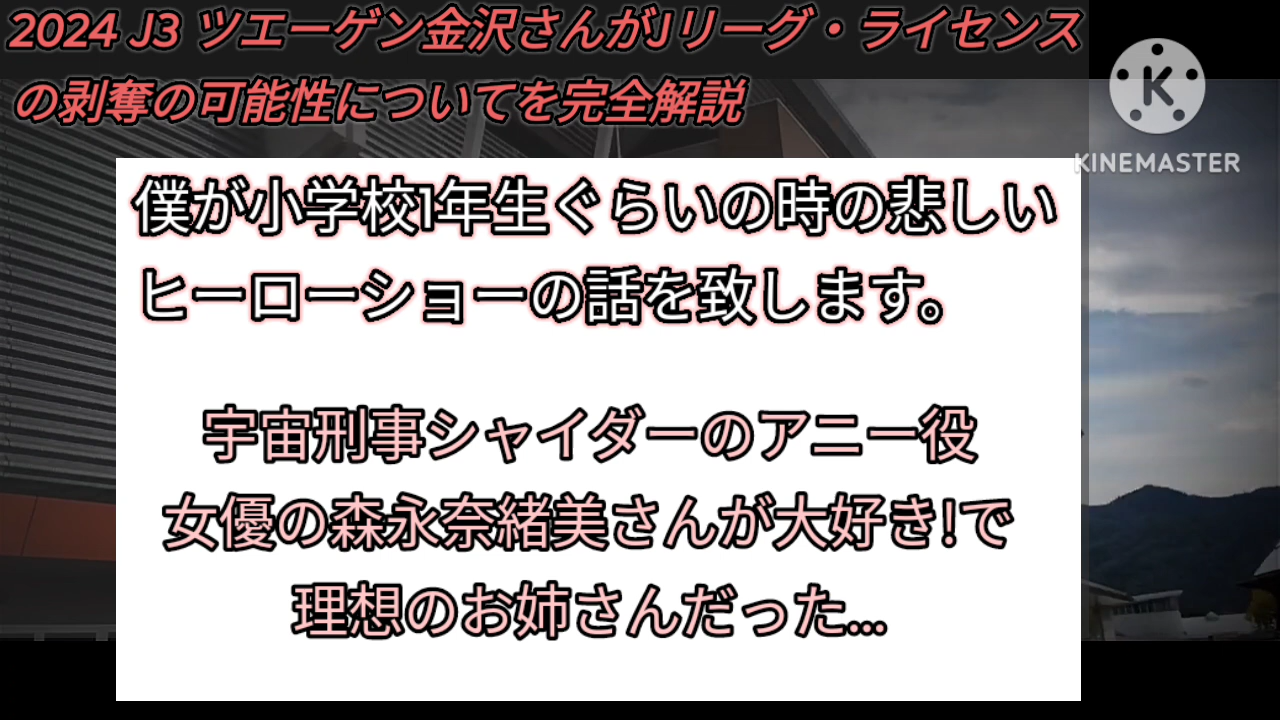 2024 J3 ツエーゲン金沢さんがJリーグ・ライセンス
の剥奪の可能性についてを完全解説
KINEMASTER
僕が小学校1年生ぐらいの時の悲しい
ヒーローショーの話を致します。
宇宙刑事シャイダーのアニー役
女優の森永奈緒美さんが大好き!で
理想のお姉さんだった...